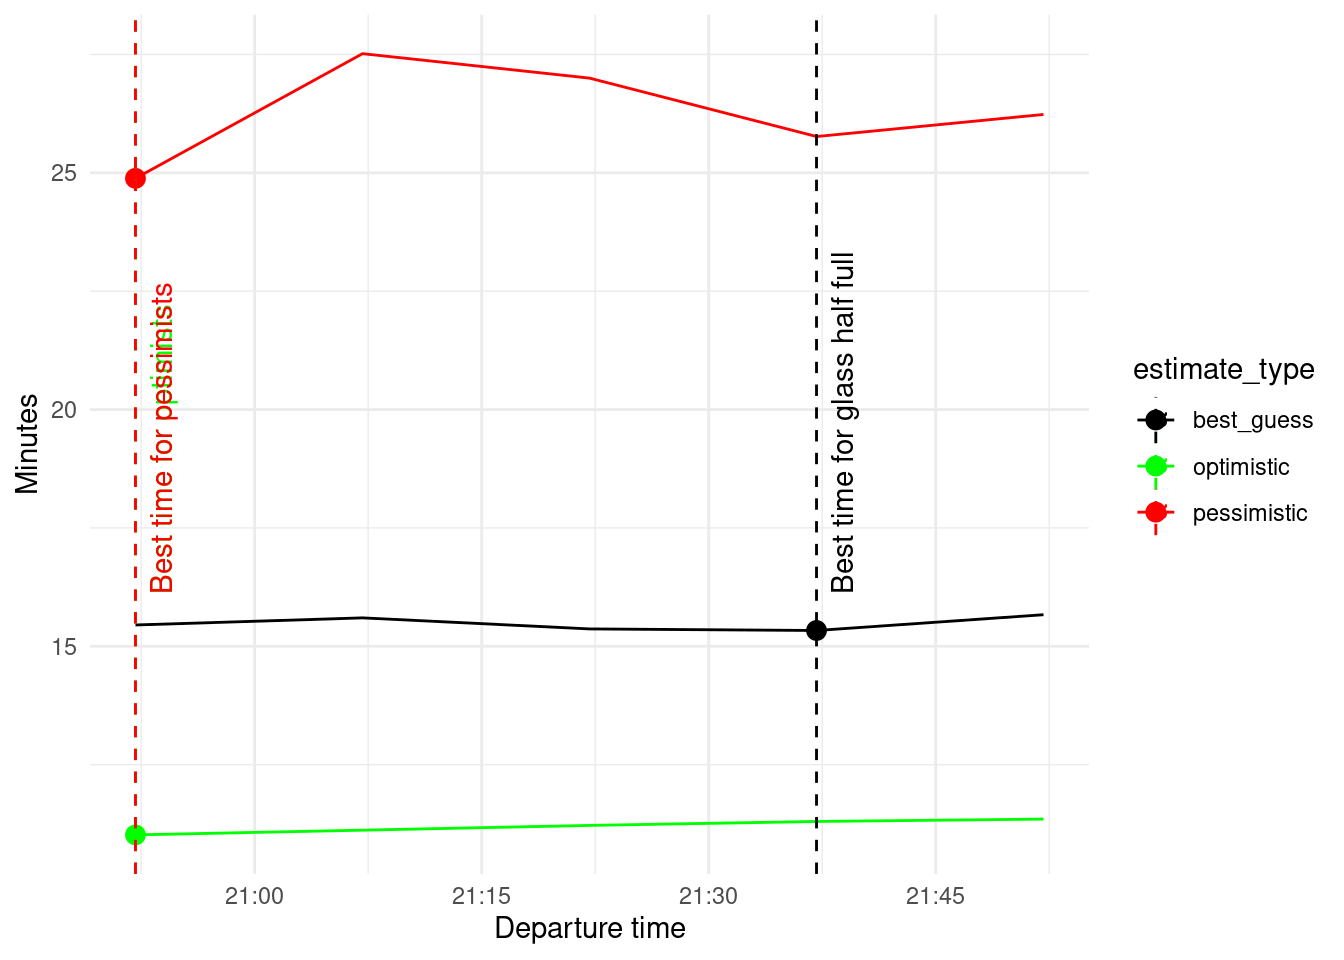 25
20
15
Minutes
Best time for pessimists
Best time for glass half full
21:00
21:15
21:30
21:45
Departure time
estimate_type
best_guess
optimistic
pessimistic